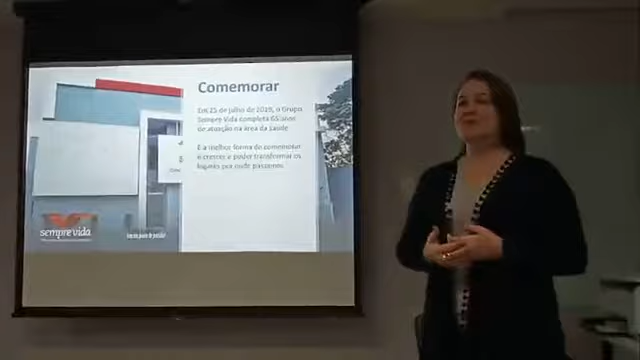 Comemorar
Em 25 de julho de 2019, o Grupo
Sempre Vida completa 65 anos
de atuação na área da saúde
E a melhor forma de comemorar
é crescer e poder transformar os
lugares por onde passamos
sempre vida